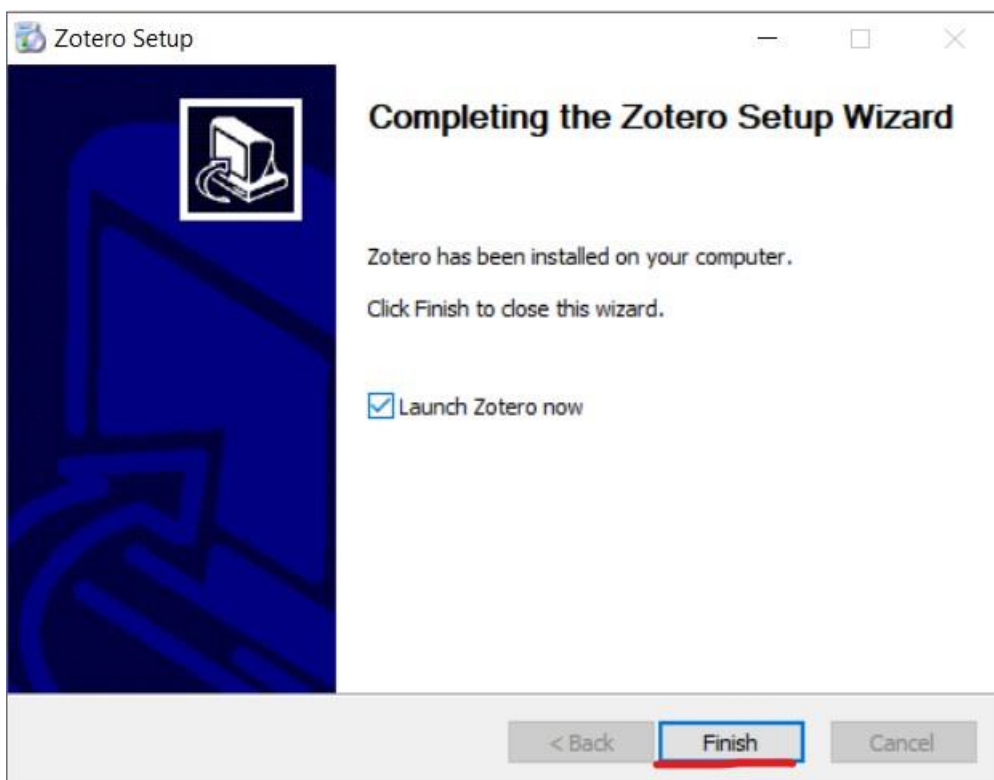 Zotero Setup
Completing the Zotero Setup Wizard
Zotero has been installed on your computer.
Click Finish to close this wizard.
Launch Zotero now
< Back
Finish
Cancel